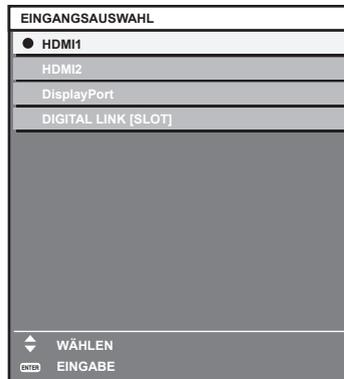 EINGANGSAUSWAHL
HDMI1
HDMI2
DisplayPort
DIGITAL LINK [SLOT]
WÄHLEN
ENTER EINGABE